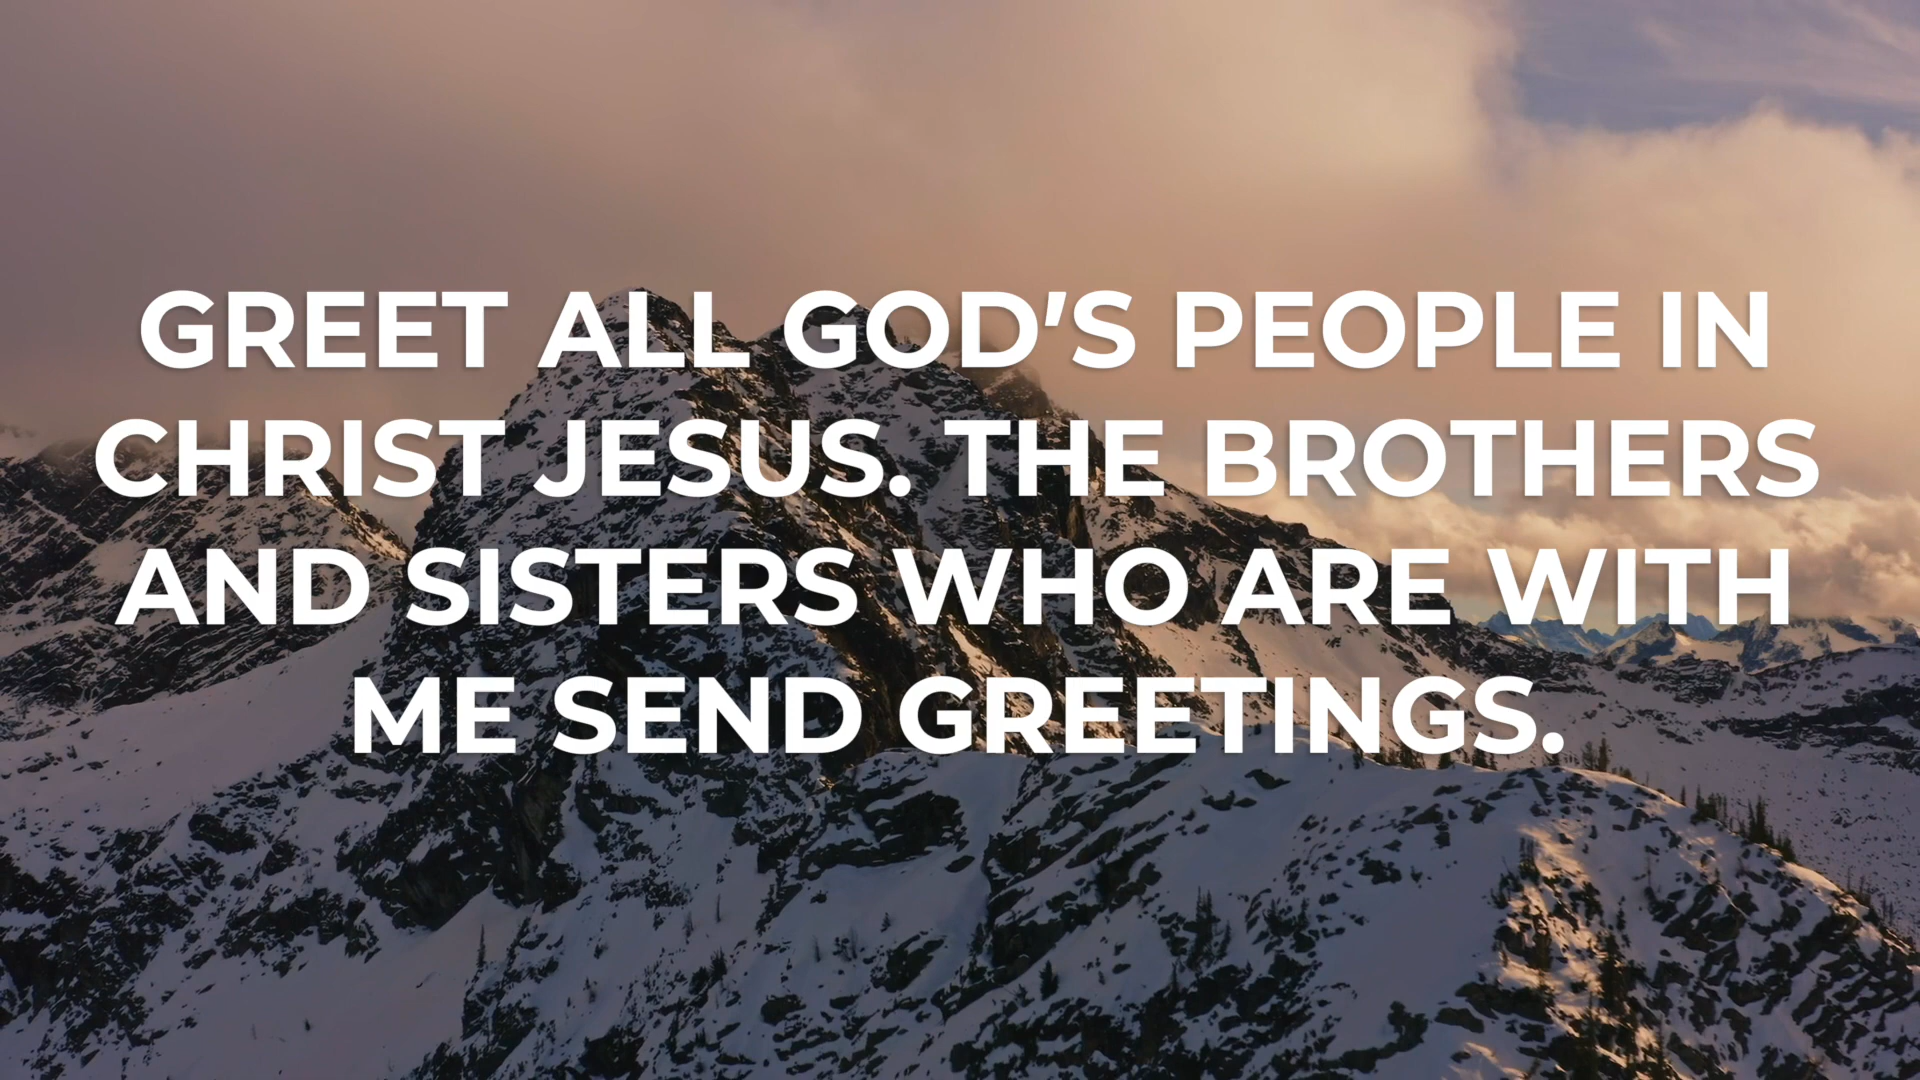 GREET ALL GOD'S PEOPLE IN
CHRIST JESUS. THE BROTHERS
AND SISTERS WHO ARE WITH
ME SEND GREETINGS.